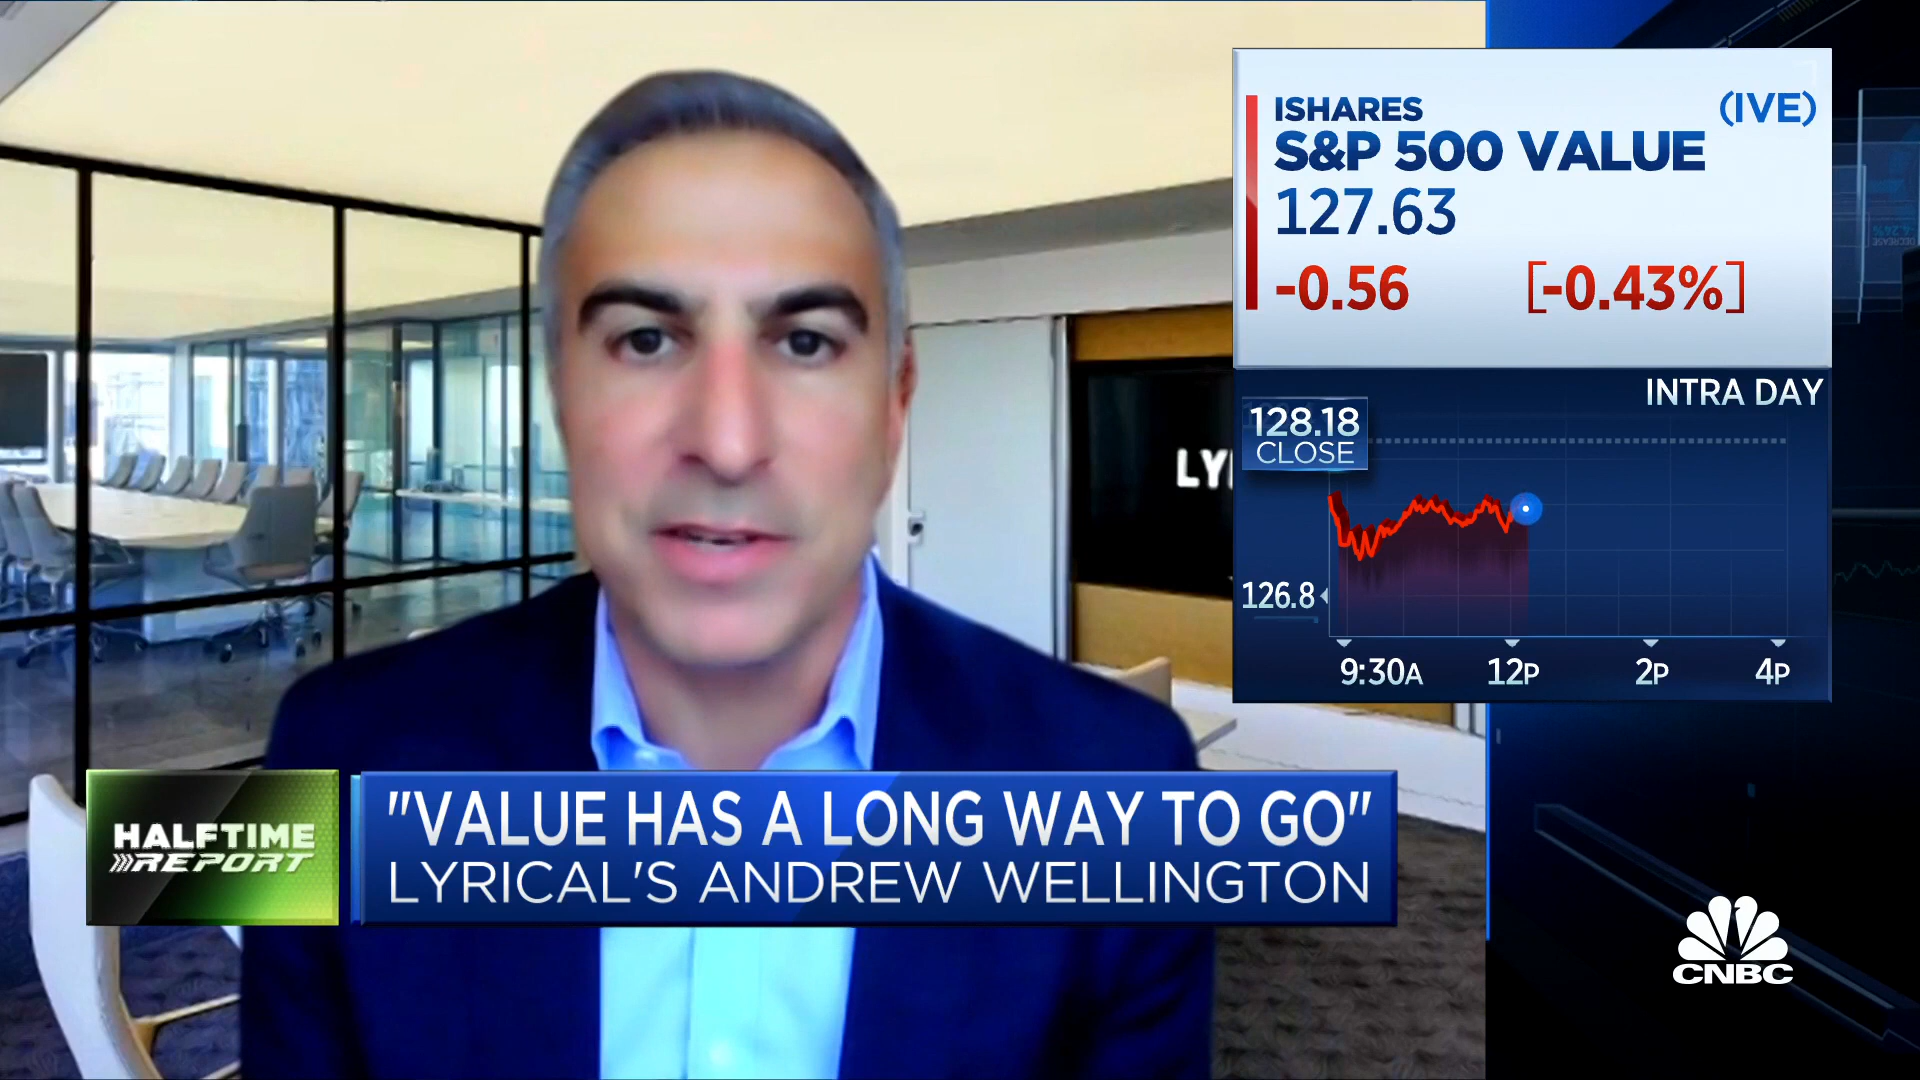 ISHARES (IVE)
S&P 500 VALUE
127.63
-0.56 [-0.43%]
INTRA DAY
128.18
CLOSE
126.8
9:30A 12P 2P 4P
LY
"VALUE HAS A LONG WAY TO GO"
LYRICAL'S ANDREW WELLINGTON
HALFTIME
REPORT
CNBC